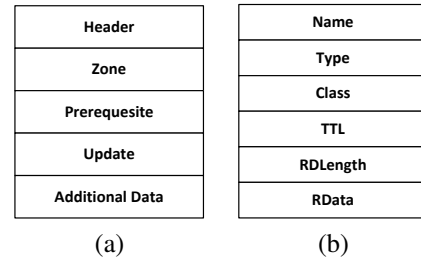 Header
Zone
Prerequesite
Update
Additional Data
(a)
Name
Type
Class
TTL
RDLength
RData
(b)